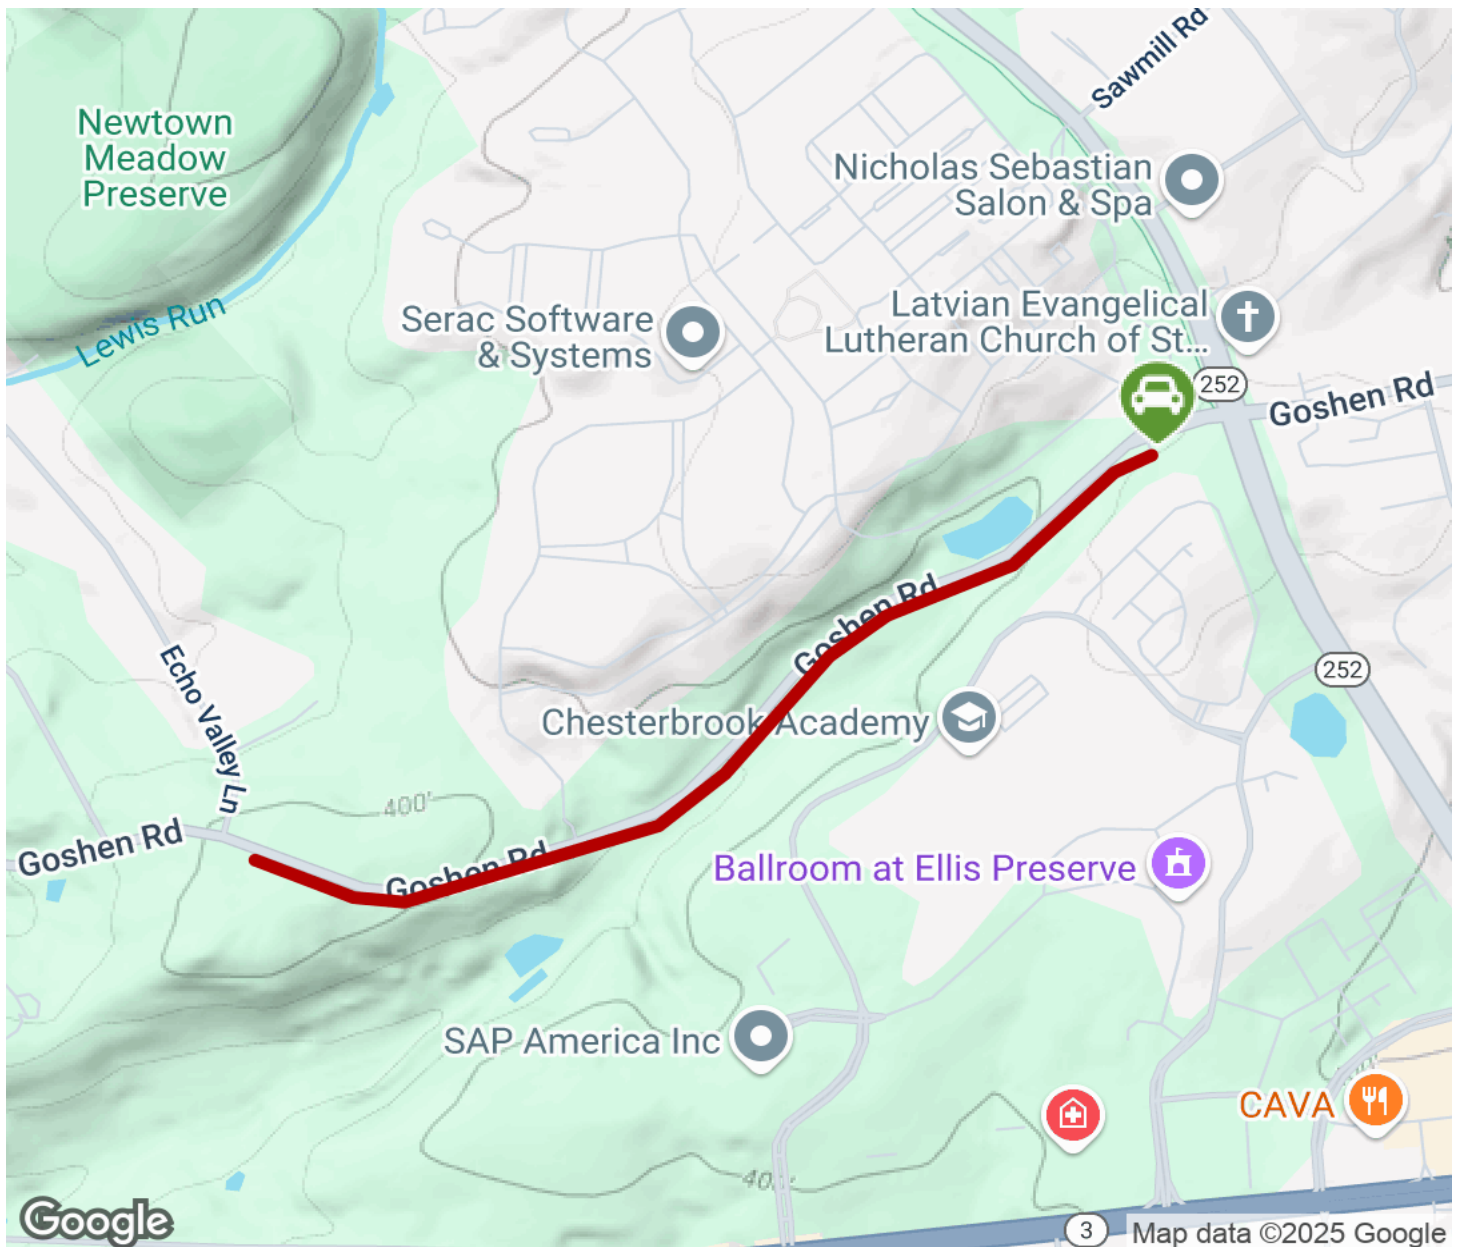 Sawmill Rd
Newtown
Meadow
Preserve
Nicholas Sebastian
Salon & Spa
Lewis Run
Latvian Evangelical
Lutheran Church of St...
Serac Software
& Systems
252
Goshen Rd
Goshen Rd
Echo Valley Ln
252
Chesterbrook Academy
400'
Goshen Rd
Goshen Rd
Ballroom at Ellis Preserve
SAP America Inc
CAVA
Google
3
Map data ©2025 Google